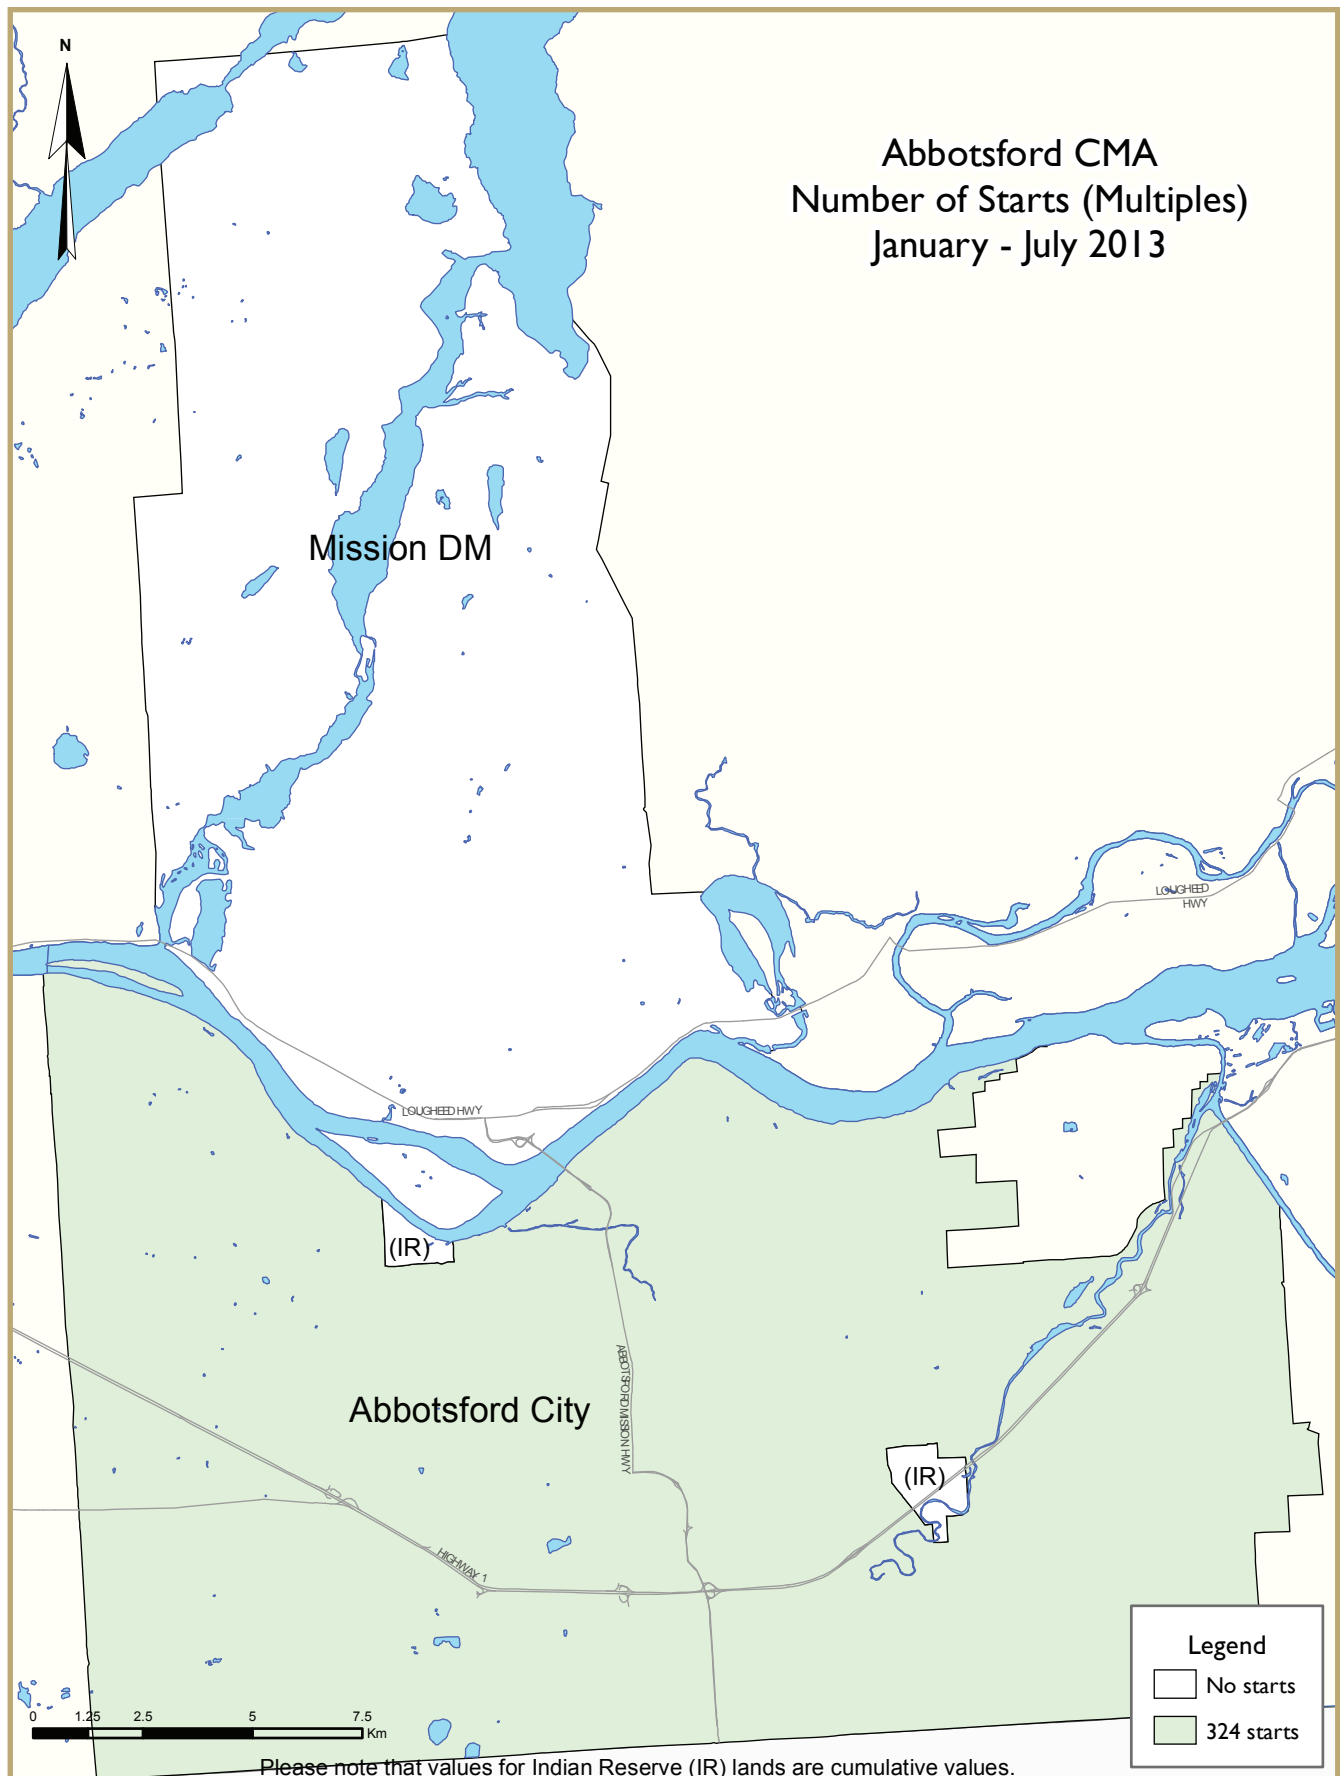 N
Abbotsford CMA
Number of Starts (Multiples)
January - July 2013
Mission DM
LOUGHEED
HWY
LOUGHEED HWY
(IR)
ABBOTSFORD MISSION HWY
Abbotsford City
(IR)
HIGHWAY 1
Legend
No starts
324 starts
0 1.25 2.5 5 7.5
Km
Please note that values for Indian Reserve (IR) lands are cumulative values.